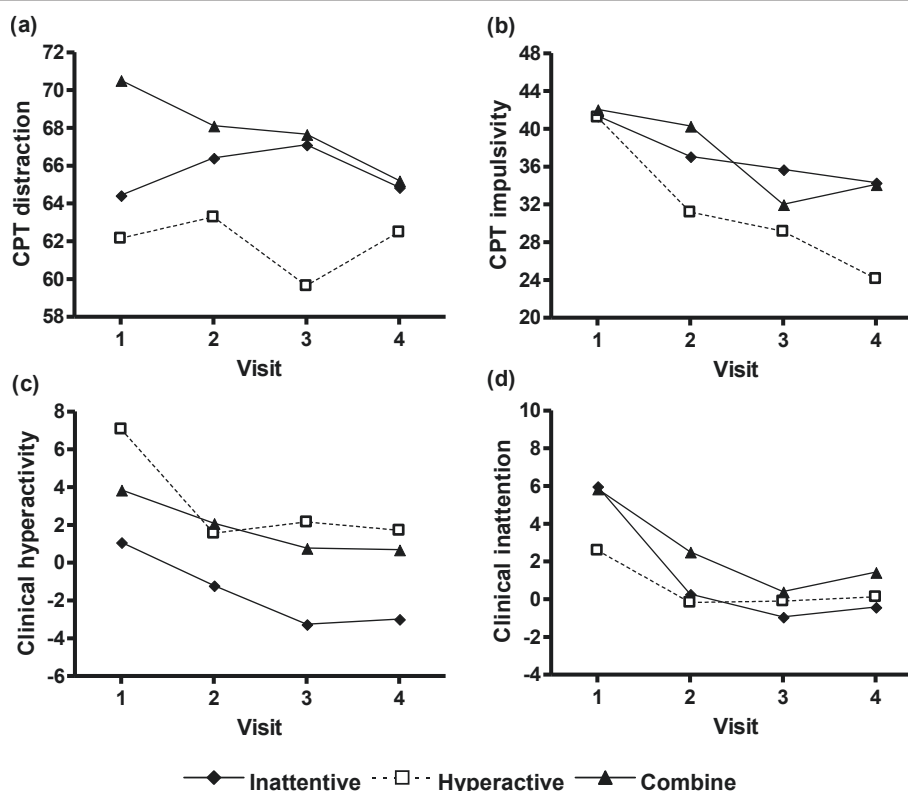 (a)
CPT distraction
72
70
68
66
64
62
60
58
1 2 3 4
Visit
(b)
CPT impulsivity
48
44
40
36
32
28
24
20
1 2 3 4
Visit
(c)
Clinical hyperactivity
8
6
4
2
0
-2
-4
-6
1 2 3 4
Visit
(d)
Clinical inattention
10
8
6
4
2
0
-2
-4
1 2 3 4
Visit
Inattentive Hyperactive Combine